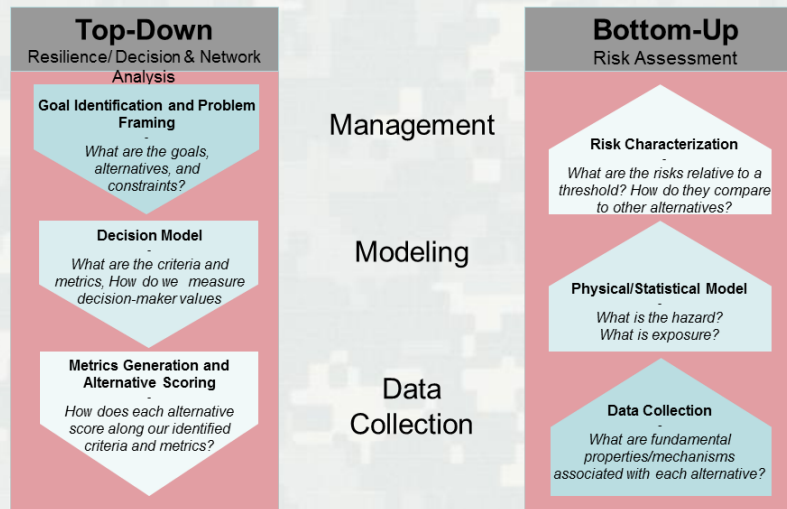 Top-Down
Resilience/ Decision & Network
Analysis
Goal Identification and Problem
Framing
-
What are the goals,
alternatives, and
constraints?
Decision Model
-
What are the criteria and
metrics, How do we measure
decision-maker values
Metrics Generation and
Alternative Scoring
-
How does each alternative
score along our identified
criteria and metrics?
Management
Modeling
Data
Collection
Bottom-Up
Risk Assessment
Risk Characterization
-
What are the risks relative to a
threshold? How do they compare
to other alternatives?
Physical/Statistical Model
-
What is the hazard?
What is exposure?
Data Collection
-
What are fundamental
properties/mechanisms
associated with each alternative?